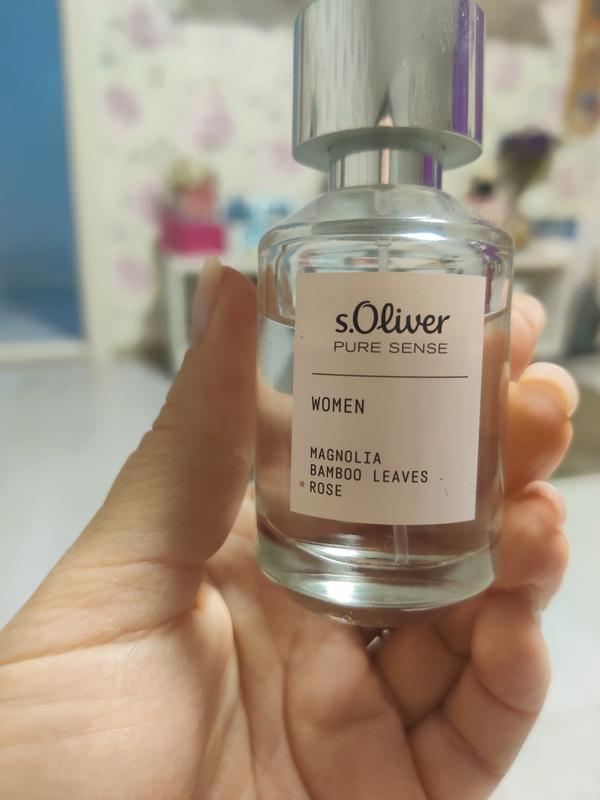 s.Oliver
PURE SENSE
WOMEN
MAGNOLIA
BAMBOO LEAVES
ROSE